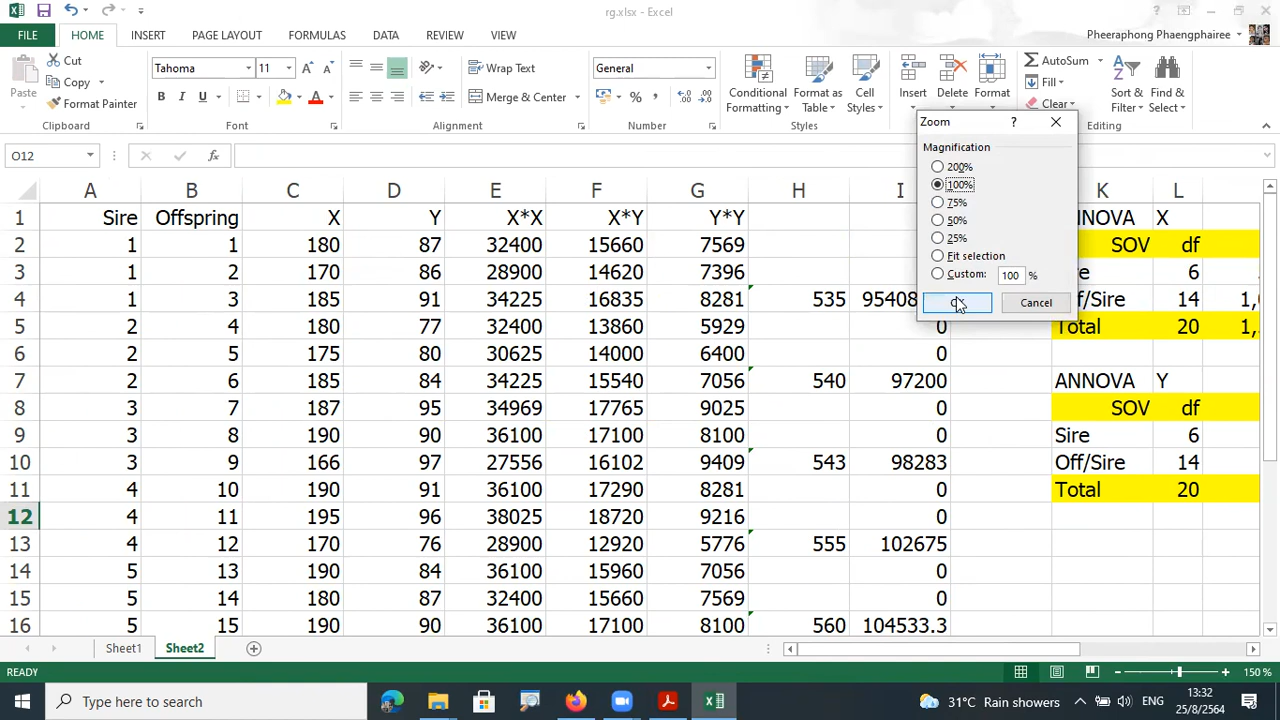 rg.xlsx - Excel
FILE HOME INSERT PAGE LAYOUT FORMULAS DATA REVIEW VIEW Pheeraphong Phaengphairee
Paste Cut Copy Format Painter Clipboard
Tahoma 11 B I U A Font
Wrap Text Merge & Center Alignment
General % , Number
Conditional Formatting Format as Table Cell Styles Styles
Insert Delete Format
AutoSum Fill Clear Sort & Filter Find & Select Editing
O12 fx
Zoom ?
Magnification
200%
100%
75%
50%
25%
Fit selection
Custom: 100 %
Cancel
A B C D E F G H I K L
1 Sire Offspring X Y X*X X*Y Y*Y X
2 1 1 180 87 32400 15660 7569 SOV df
3 1 2 170 86 28900 14620 7396 6
4 1 3 185 91 34225 16835 8281 535 95408 Off/Sire 14
5 2 4 180 77 32400 13860 5929 0 Total 20
6 2 5 175 80 30625 14000 6400 0
7 2 6 185 84 34225 15540 7056 540 97200 ANNOVA Y
8 3 7 187 95 34969 17765 9025 0 SOV df
9 3 8 190 90 36100 17100 8100 0 Sire 6
10 3 9 166 97 27556 16102 9409 543 98283 Off/Sire 14
11 4 10 190 91 36100 17290 8281 0 Total 20
12 4 11 195 96 38025 18720 9216 0
13 4 12 170 76 28900 12920 5776 555 102675
14 5 13 190 84 36100 15960 7056 0
15 5 14 180 87 32400 15660 7569 0
16 5 15 190 90 36100 17100 8100 560 104533.3
Sheet1 Sheet2
READY 150 %
Type here to search 31°C Rain showers ENG 13:32
25/8/2564